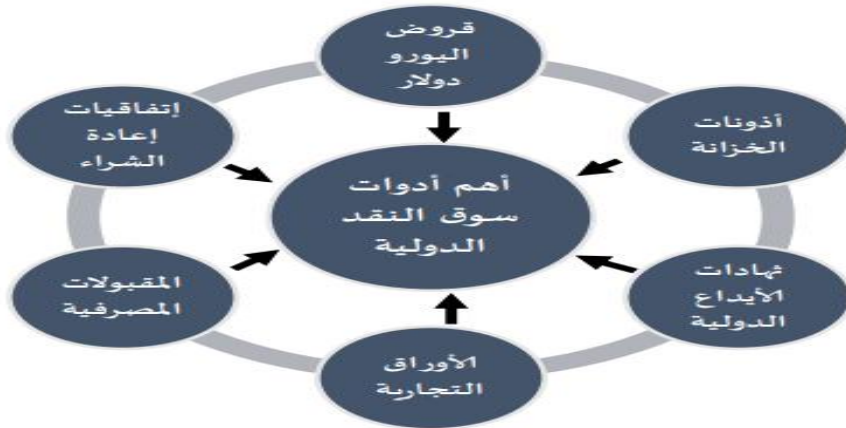 قروض
اليورو
دولار
أذونات
الخزانة
شهادات
الأيداع
الدولية
الأوراق
التجارية
المقبولات
المصرفية
إتفاقيات
إعادة
الشراء
أهم أدوات
سوق النقد
الدولية